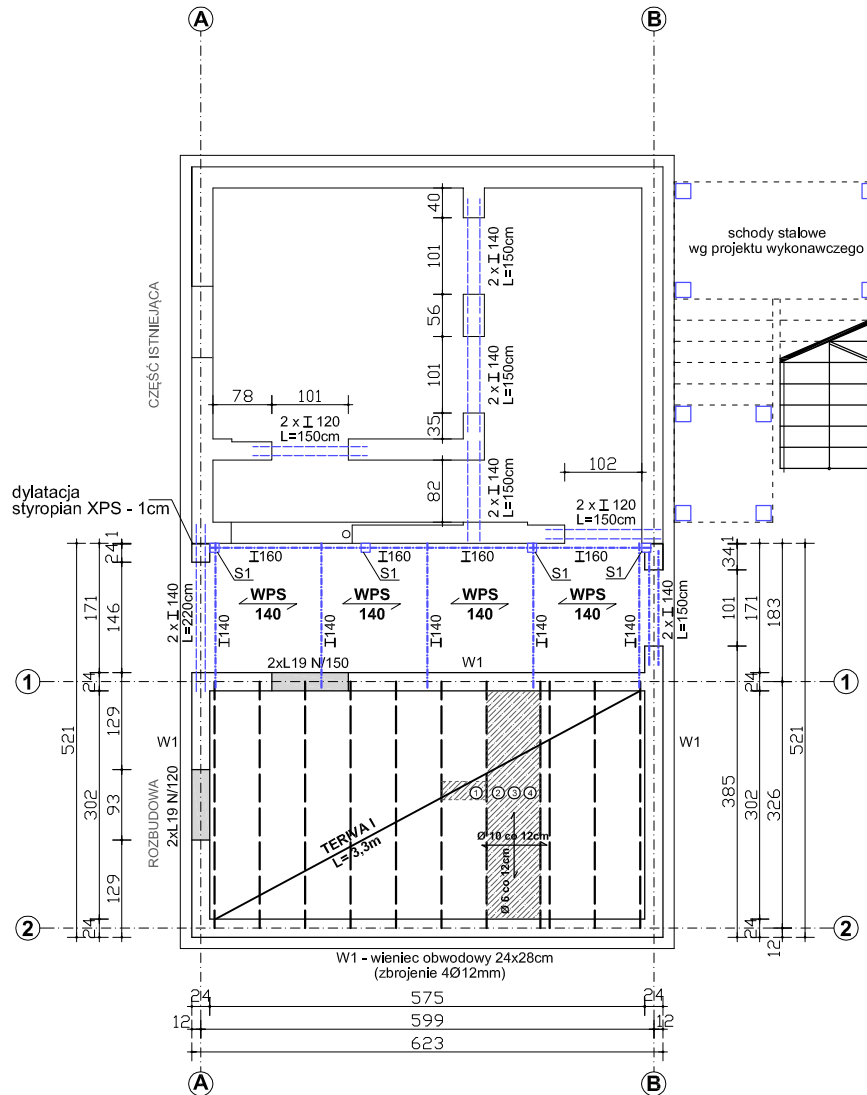 A
B
schody stalowe
wg projektu wykonawczego
CZĘŚĆ ISTNIEJĄCA
40
101
56
101
35
82
2 x I 140
L=150cm
2 x I 140
L=150cm
2 x I 140
L=150cm
78
101
2 x I 120
L=150cm
102
2 x I 120
L=150cm
dylatacja
styropian XPS - 1cm
I160
I160
I160
S1
S1
S1
S1
WPS
140
WPS
140
WPS
140
WPS
140
I140
I140
I140
I140
I140
2 x I 140
L=220cm
2 x I 140
L=150cm
24
1
171
146
34
1
101
171
183
2xL19 N/150
W1
1
1
24
24
521
129
302
93
129
24
W1
ROZBUDOWA
2xL19 N/120
W1
385
302
326
521
24
12
1
2
3
4
TERIVA I
L= 3,3m
Ø 10 co 12cm
Ø 6 co 12cm
2
2
W1 - wieniec obwodowy 24x28cm
(zbrojenie 4Ø12mm)
24
575
24
12
599
12
623
A
B